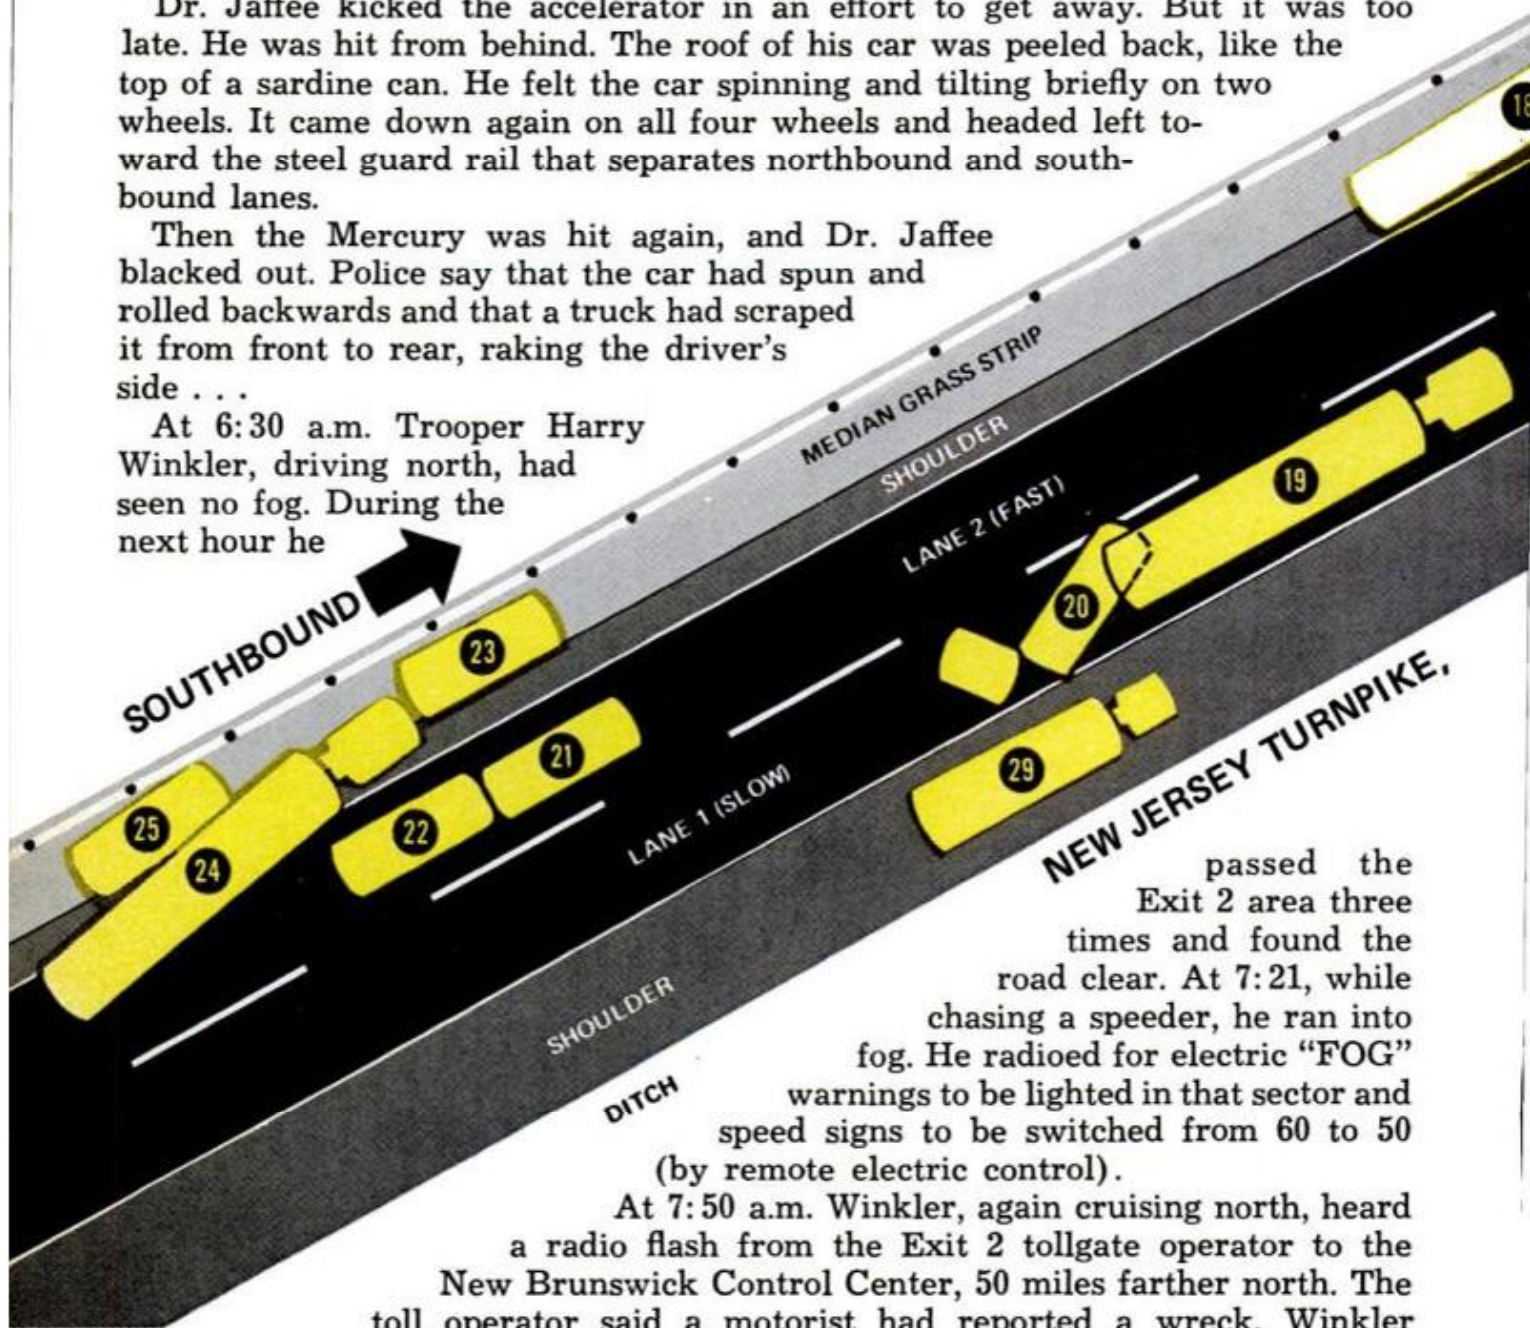 Dr. Jaffee kicked the accelerator in an effort to get away. But it was too
late. He was hit from behind. The roof of his car was peeled back, like the
top of a sardine can. He felt the car spinning and tilting briefly on two
wheels. It came down again on all four wheels and headed left to-
ward the steel guard rail that separates northbound and south-
bound lanes.
Then the Mercury was hit again, and Dr. Jaffee
blacked out. Police say that the car had spun and
rolled backwards and that a truck had scraped
it from front to rear, raking the driver's
side . . .
At 6:30 a.m. Trooper Harry
Winkler, driving north, had
seen no fog. During the
next hour he
SOUTHBOUND
MEDIAN GRASS STRIP
SHOULDER
LANE 2 (FAST)
LANE 1 (SLOW)
SHOULDER
DITCH
18
19
20
23
21
29
22
25
24
NEW JERSEY TURNPIKE,
passed the
Exit 2 area three
times and found the
road clear. At 7:21, while
chasing a speeder, he ran into
fog. He radioed for electric “FOG”
warnings to be lighted in that sector and
speed signs to be switched from 60 to 50
(by remote electric control).
At 7:50 a.m. Winkler, again cruising north, heard
a radio flash from the Exit 2 tollgate operator to the
New Brunswick Control Center, 50 miles farther north. The
toll operator said a motorist had reported a wreck. Winkler